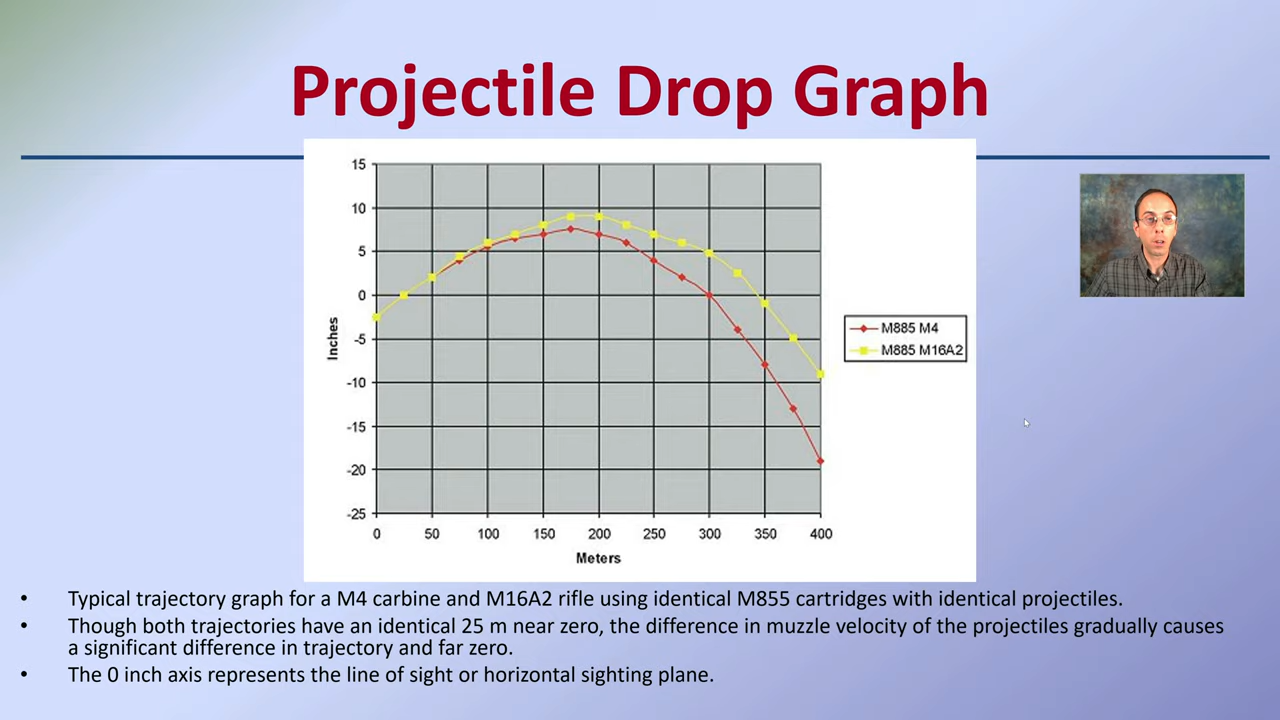 Projectile Drop Graph
15
10
5
0
-5
-10
-15
-20
-25
Inches
0 50 100 150 200 250 300 350 400
Meters
M885 M4
M885 M16A2
• Typical trajectory graph for a M4 carbine and M16A2 rifle using identical M855 cartridges with identical projectiles.
• Though both trajectories have an identical 25 m near zero, the difference in muzzle velocity of the projectiles gradually causes
a significant difference in trajectory and far zero.
• The 0 inch axis represents the line of sight or horizontal sighting plane.